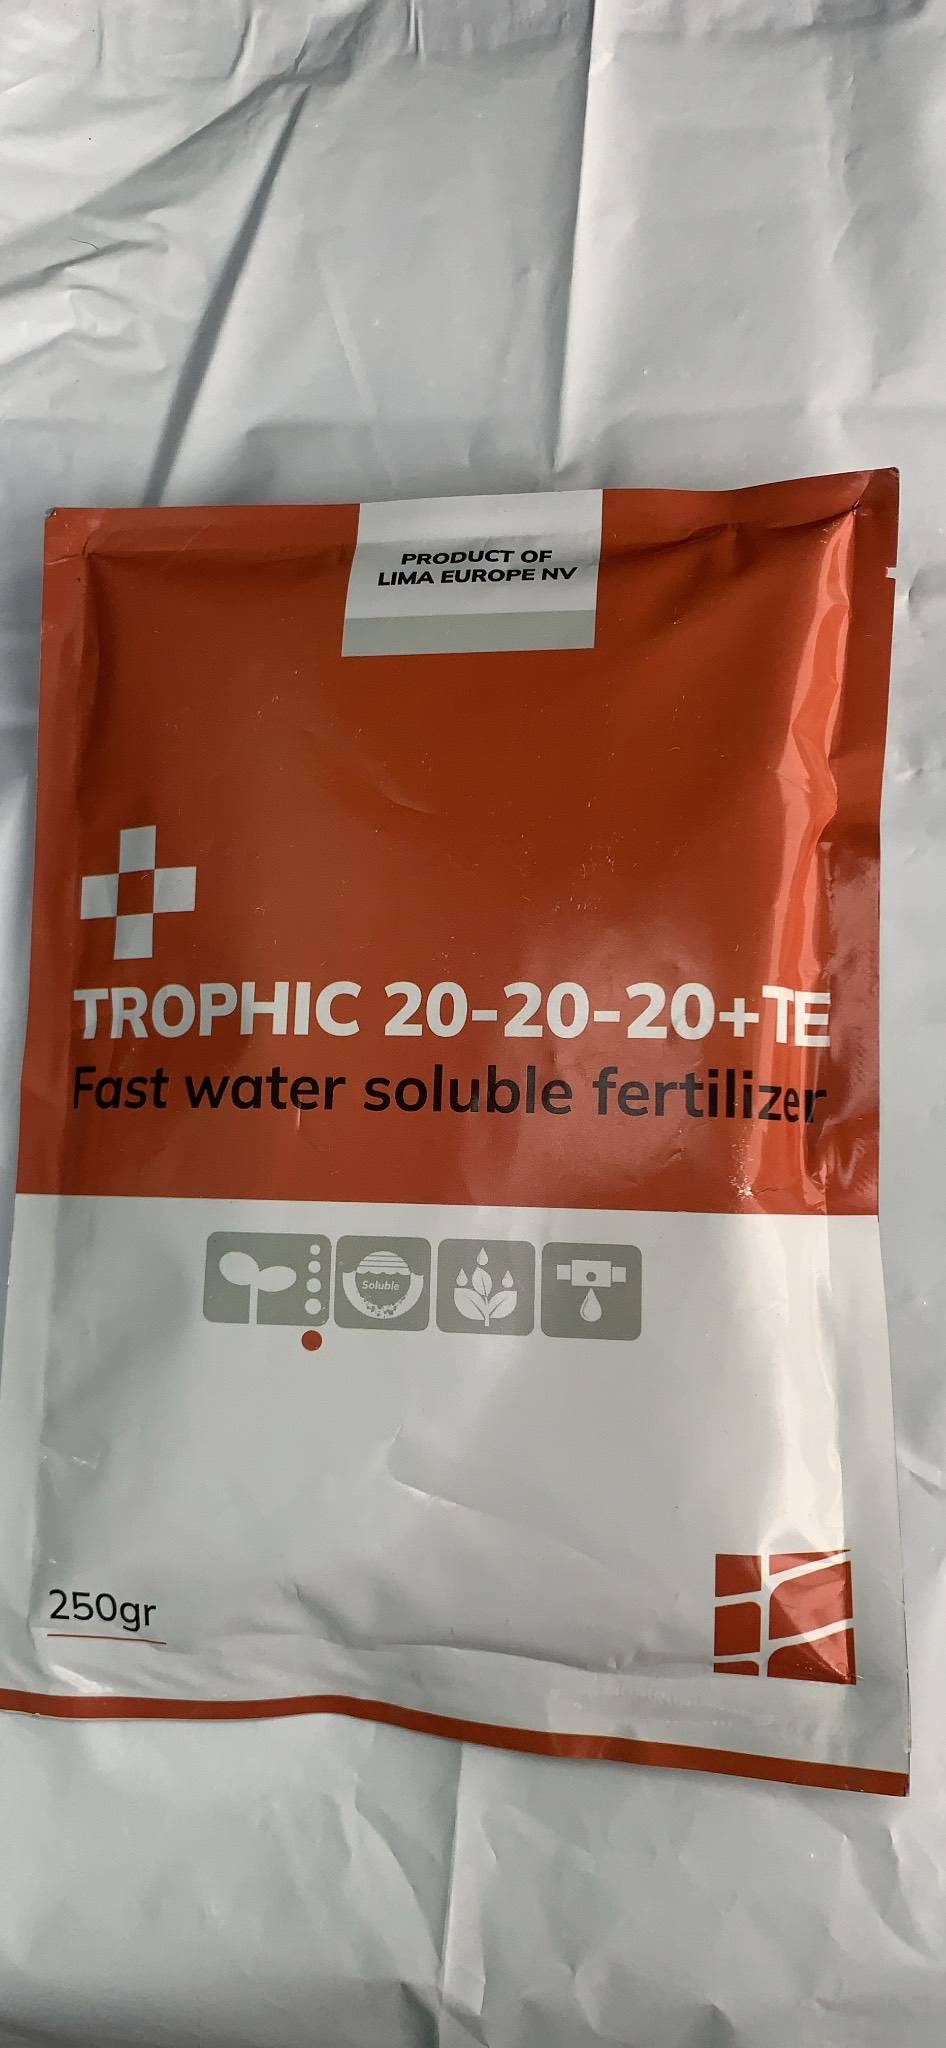 PRODUCT OF
LIMA EUROPE NV
TROPHIC 20-20-20+TE
Fast water soluble fertilizer
Soluble
250gr